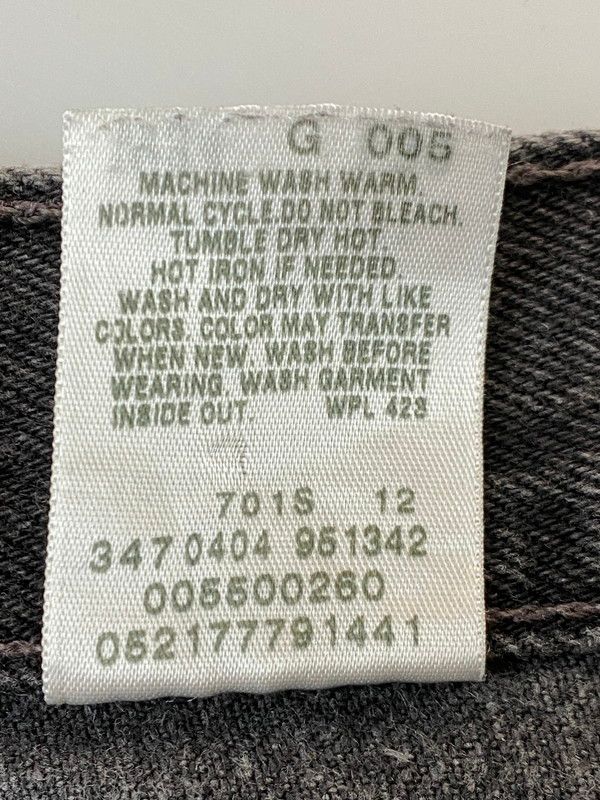 G 005
MACHINE WASH WARM.
NORMAL CYCLE.DO NOT BLEACH.
TUMBLE DRY HOT.
HOT IRON IF NEEDED.
WASH AND DRY WITH LIKE
COLORS. COLOR MAY TRANSFER
WHEN NEW. WASH BEFORE
WEARING. WASH GARMENT
INSIDE OUT. WPL 423
701S 12
3470404 951342
005500260
052177791441